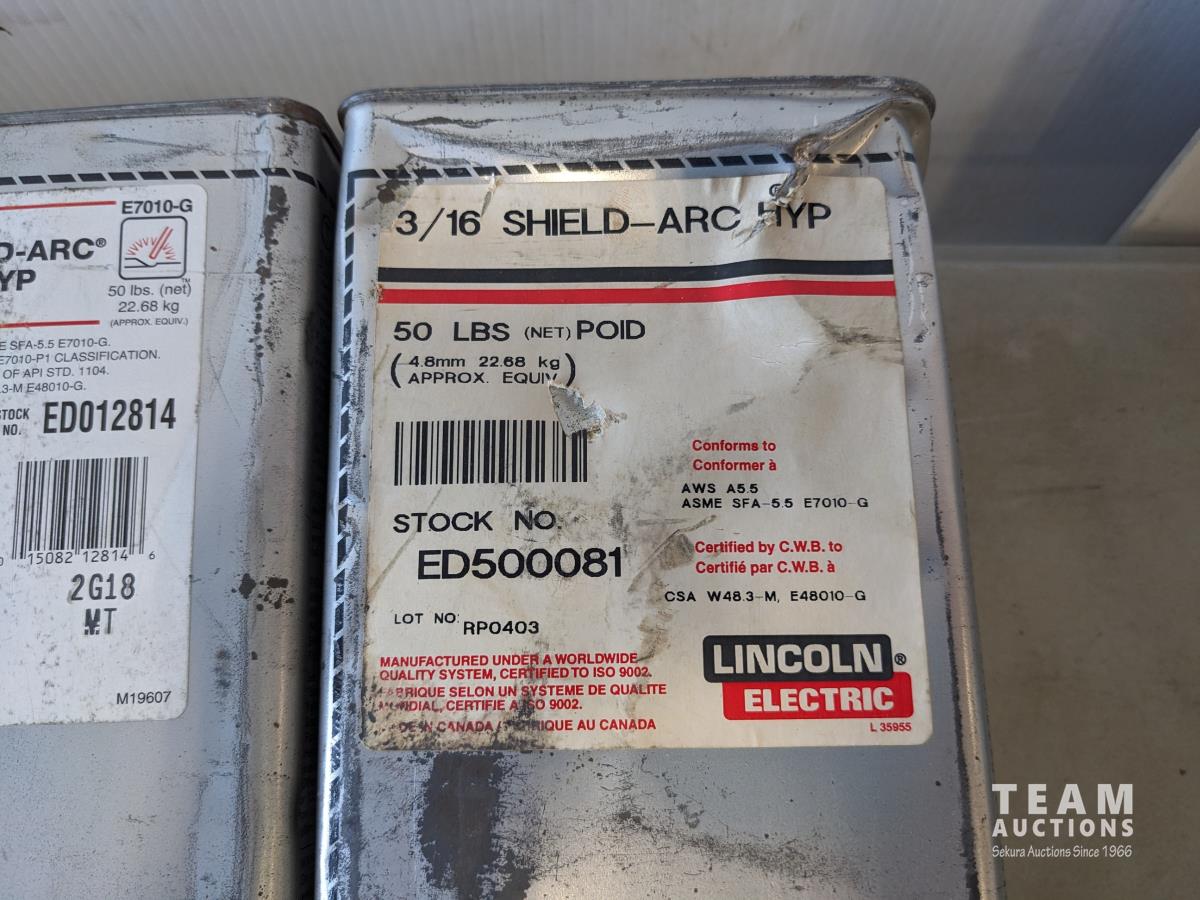 E7010-G
D-ARC®
YP
50 lbs. (net)
22.68 kg
(APPROX. EQUIV.)
E SFA-5.5 E7010-G.
E7010-P1 CLASSIFICATION.
OF API STD. 1104.
.3-M E48010-G.
STOCK
NO. ED012814
0 15082 12814 6
2G18
MT
M19607
3/16 SHIELD-ARC® HYP
50 LBS (NET) POID
(4.8mm 22.68 kg)
(APPROX. EQUIV)
Conforms to
Conformer à
AWS A5.5
ASME SFA-5.5 E7010-G
STOCK NO.
ED500081
Certified by C.W.B. to
Certifié par C.W.B. à
CSA W48.3-M, E48010-G
LOT NO: RP0403
MANUFACTURED UNDER A WORLDWIDE
QUALITY SYSTEM, CERTIFIED TO ISO 9002.
BRIQUE SELON UN SYSTEME DE QUALITE
DIAL, CERTIFIE A ISO 9002.
DE IN CANADA / RIQUE AU CANADA
LINCOLN®
ELECTRIC
L 35955
TEAM
AUCTIONS
Sekura Auctions Since 1966